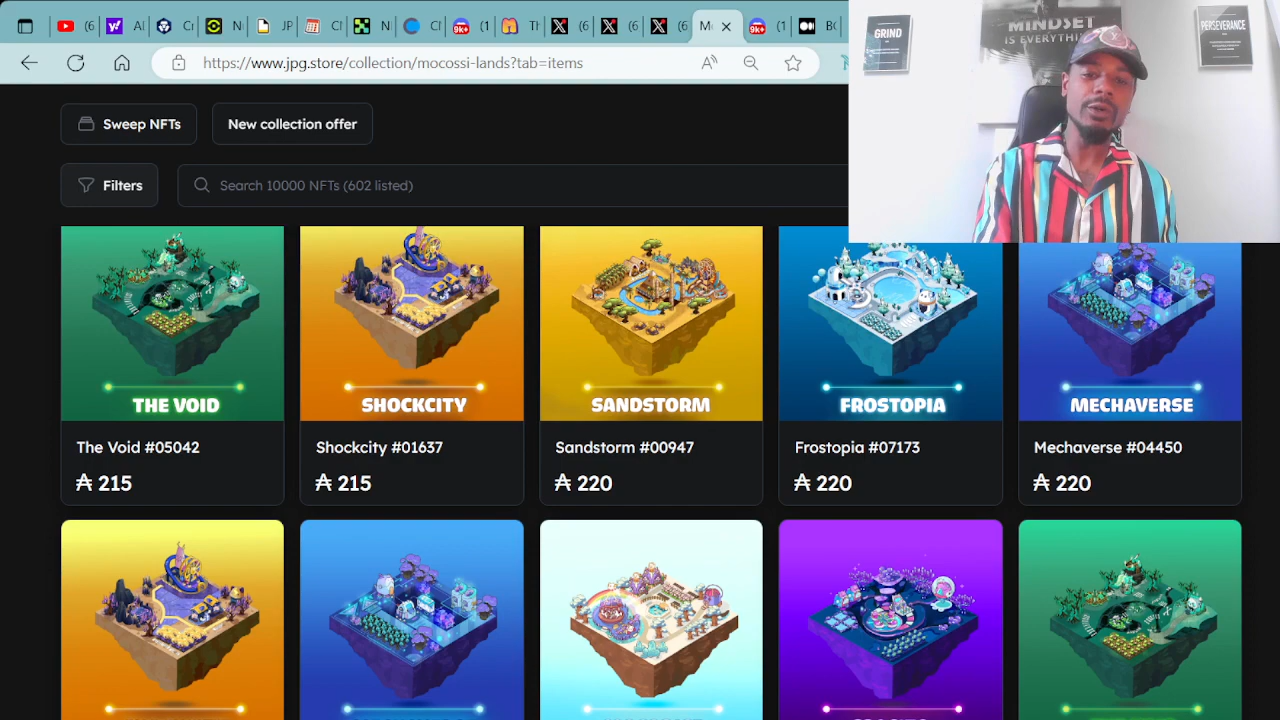 https://www.jpg.store/collection/mocossi-lands?tab=items
GRIND
MINDSET
IS EVERYTHING
PERSEVERANCE
Sweep NFTs
New collection offer
Filters
Search 10000 NFTs (602 listed)
THE VOID
SHOCKCITY
SANDSTORM
FROSTOPIA
MECHAVERSE
The Void #05042
Shockcity #01637
Sandstorm #00947
Frostopia #07173
Mechaverse #04450
₳ 215
₳ 215
₳ 220
₳ 220
₳ 220